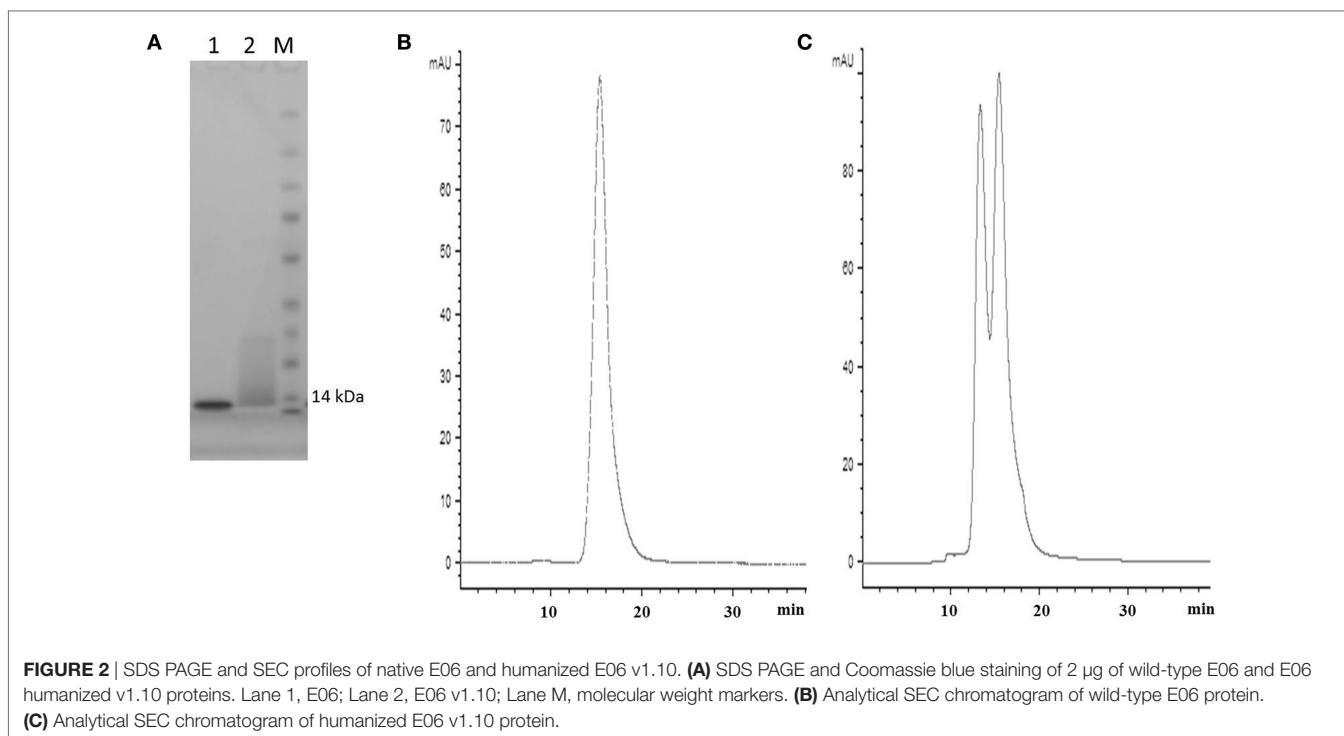 A
1 2 M
14 kDa
B
mAU
70
60
50
40
30
20
10
0
10 20 30 min
C
mAU
80
60
40
20
0
10 20 30 min
FIGURE 2 | SDS PAGE and SEC profiles of native E06 and humanized E06 v1.10. (A) SDS PAGE and Coomassie blue staining of 2 µg of wild-type E06 and E06
humanized v1.10 proteins. Lane 1, E06; Lane 2, E06 v1.10; Lane M, molecular weight markers. (B) Analytical SEC chromatogram of wild-type E06 protein.
(C) Analytical SEC chromatogram of humanized E06 v1.10 protein.